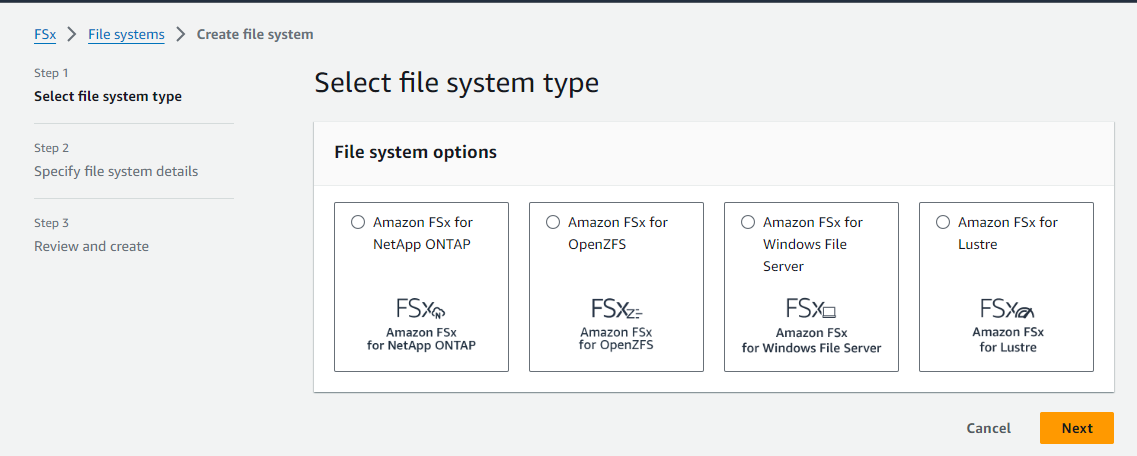 FSx > File systems > Create file system
Step 1
Select file system type
Step 2
Specify file system details
Step 3
Review and create
Select file system type
File system options
Amazon FSx for
NetApp ONTAP
FSx
Amazon FSx
for NetApp ONTAP
Amazon FSx for
OpenZFS
FSxZ
Amazon FSx
for OpenZFS
Amazon FSx for
Windows File
Server
FSx
Amazon FSx
for Windows File Server
Amazon FSx for
Lustre
FSx
Amazon FSx
for Lustre
Cancel
Next